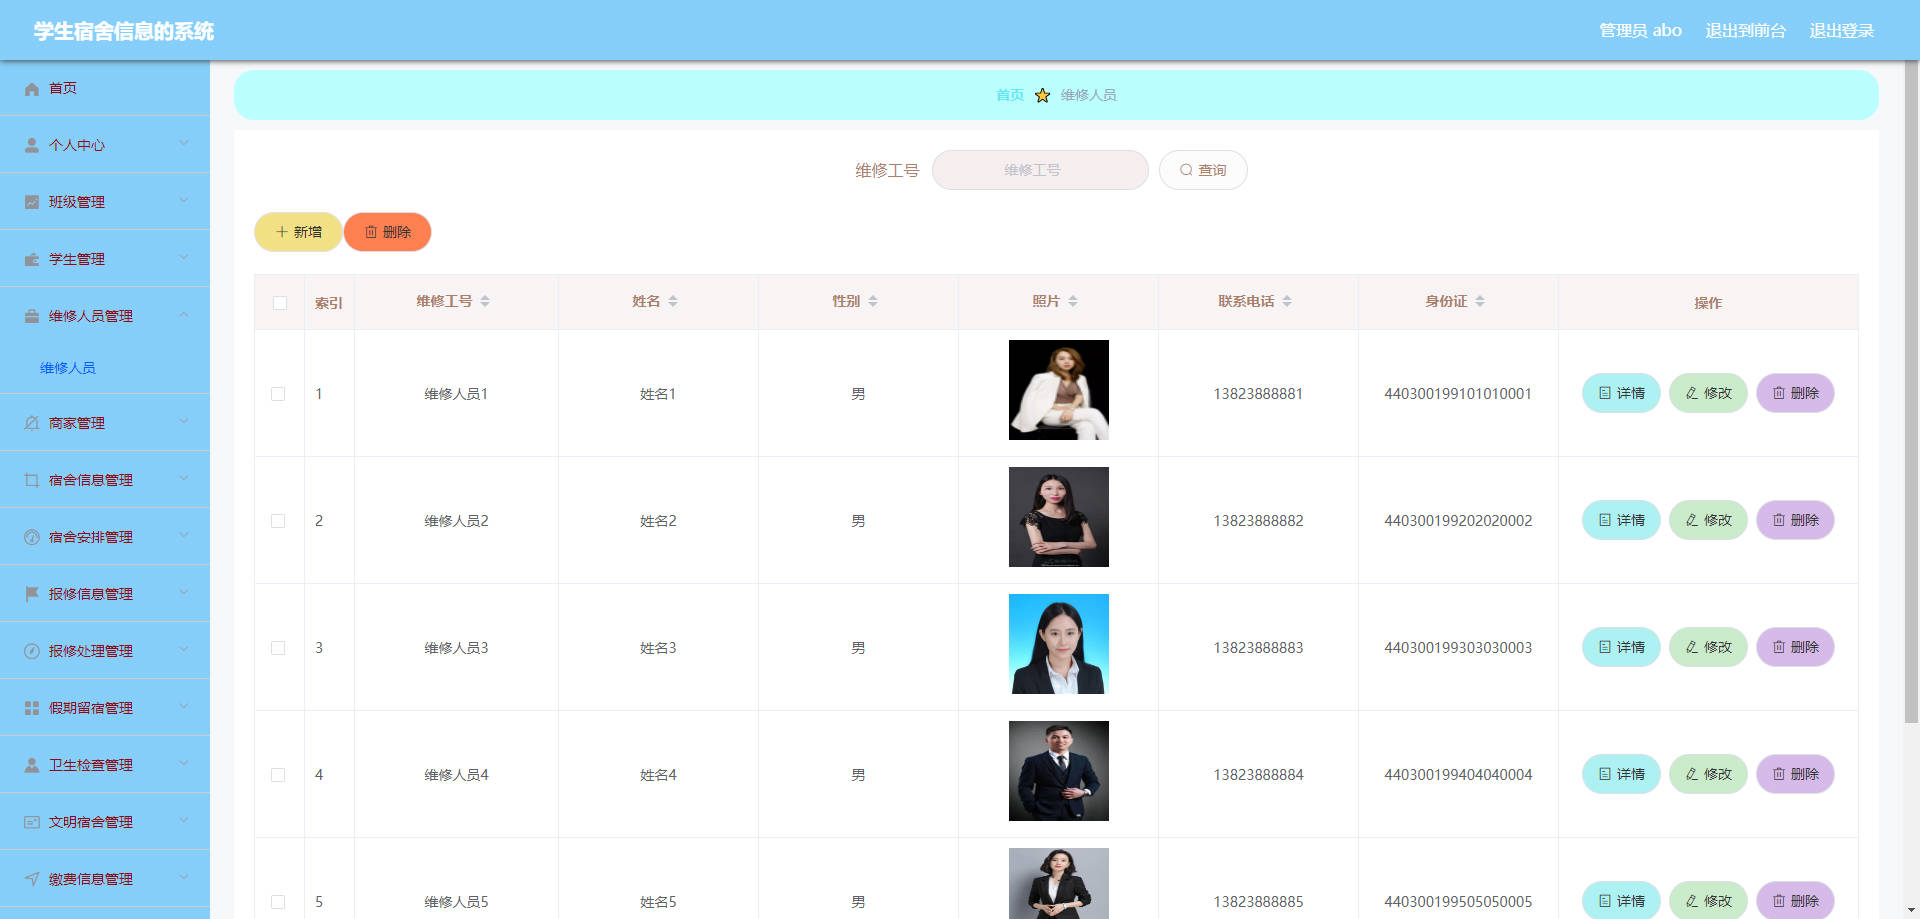 学生宿舍信息的系统
管理员 abo 退出到前台 退出登录
首页
个人中心
班级管理
学生管理
维修人员管理
维修人员
商家管理
宿舍信息管理
宿舍安排管理
报修信息管理
报修处理管理
假期留宿管理
卫生检查管理
文明宿舍管理
缴费信息管理
首页 维修人员
维修工号 维修工号 查询
新增 删除
索引 维修工号 姓名 性别 照片 联系电话 身份证 操作
1 维修人员1 姓名1 男 13823888881 440300199101010001 详情 修改 删除
2 维修人员2 姓名2 男 13823888882 440300199202020002 详情 修改 删除
3 维修人员3 姓名3 男 13823888883 440300199303030003 详情 修改 删除
4 维修人员4 姓名4 男 13823888884 440300199404040004 详情 修改 删除
5 维修人员5 姓名5 男 13823888885 440300199505050005 详情 修改 删除